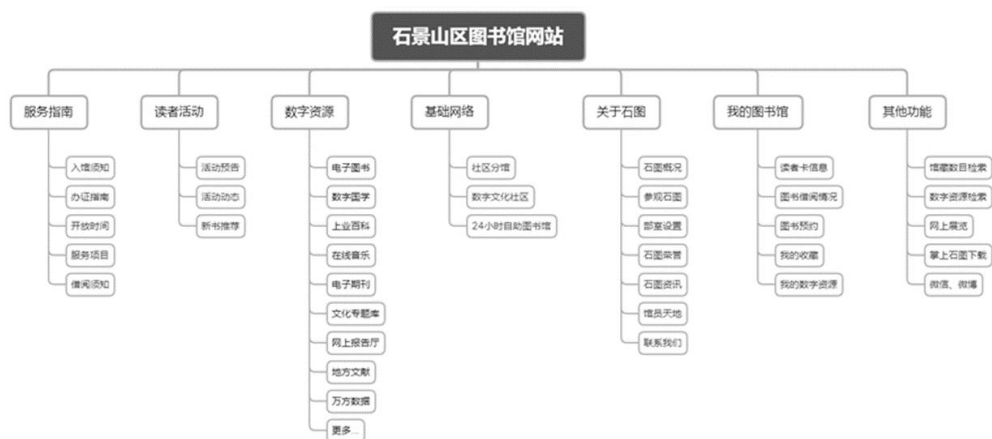 石景山区图书馆网站
服务指南
读者活动
数字资源
基础网络
关于石图
我的图书馆
其他功能
入馆须知
办证指南
开放时间
服务项目
借阅须知
活动预告
活动动态
新书推荐
电子图书
数字国学
上业百科
在线音乐
电子期刊
文化专题库
网上报告厅
地方文献
万方数据
更多...
社区分馆
数字文化社区
24小时自助图书馆
石图概况
参观石图
部室设置
石图荣誉
石图资讯
馆员天地
联系我们
读者卡信息
图书借阅情况
图书预约
我的收藏
我的数字资源
馆藏数目检索
数字资源检索
网上展览
掌上石图下载
微信、微博